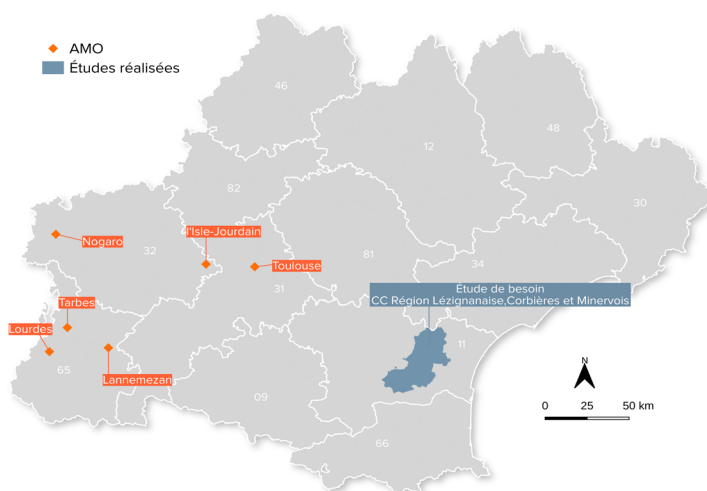 AMO
Études réalisées
46
48
12
82
30
Nogaro
32
l'Isle-Jourdain
81
34
Toulouse
31
Étude de besoin
CC Région Lézignanaise,Corbières et Minervois
Tarbes
Lourdes
65
Lannemezan
11
09
66
N
0 25 50 km